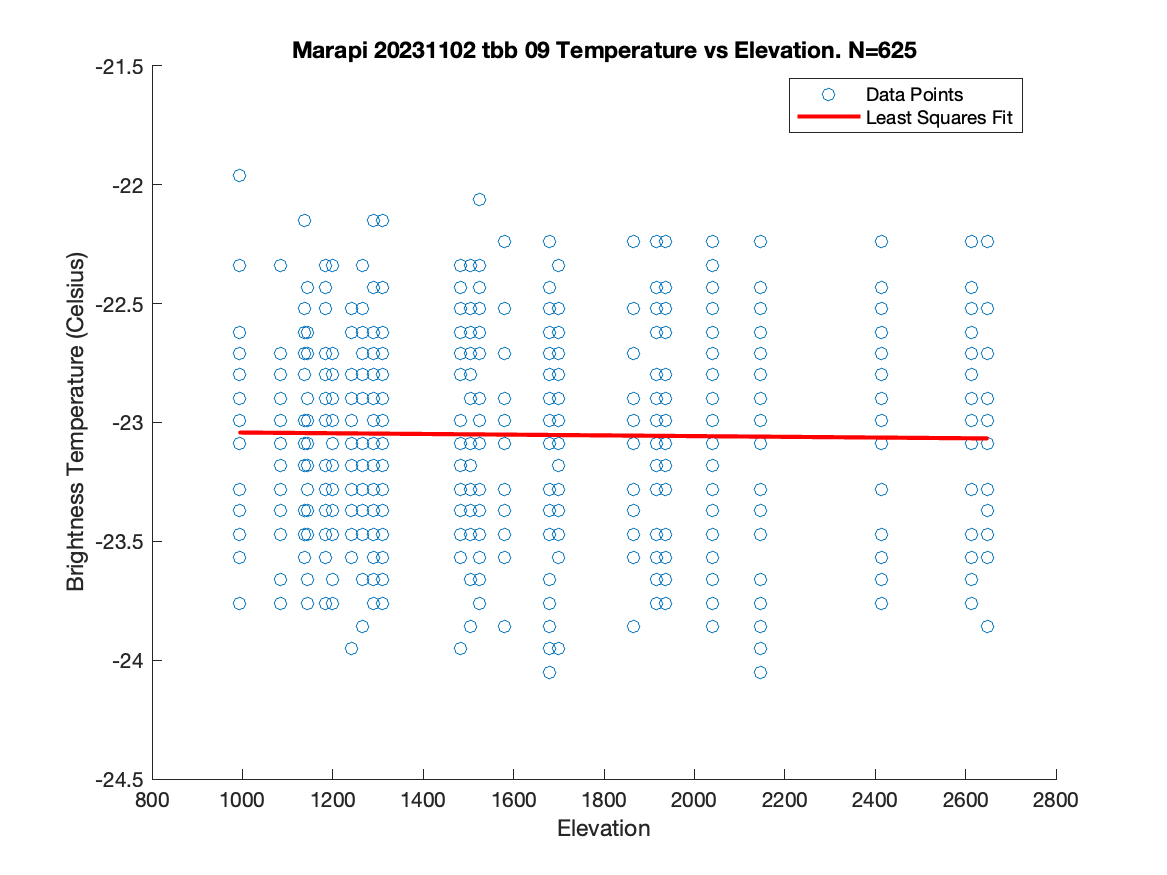 Marapi 20231102 tbb 09 Temperature vs Elevation. N=625
Data Points
Least Squares Fit
Brightness Temperature (Celsius)
-21.5
-22
-22.5
-23
-23.5
-24
-24.5
800 1000 1200 1400 1600 1800 2000 2200 2400 2600 2800
Elevation